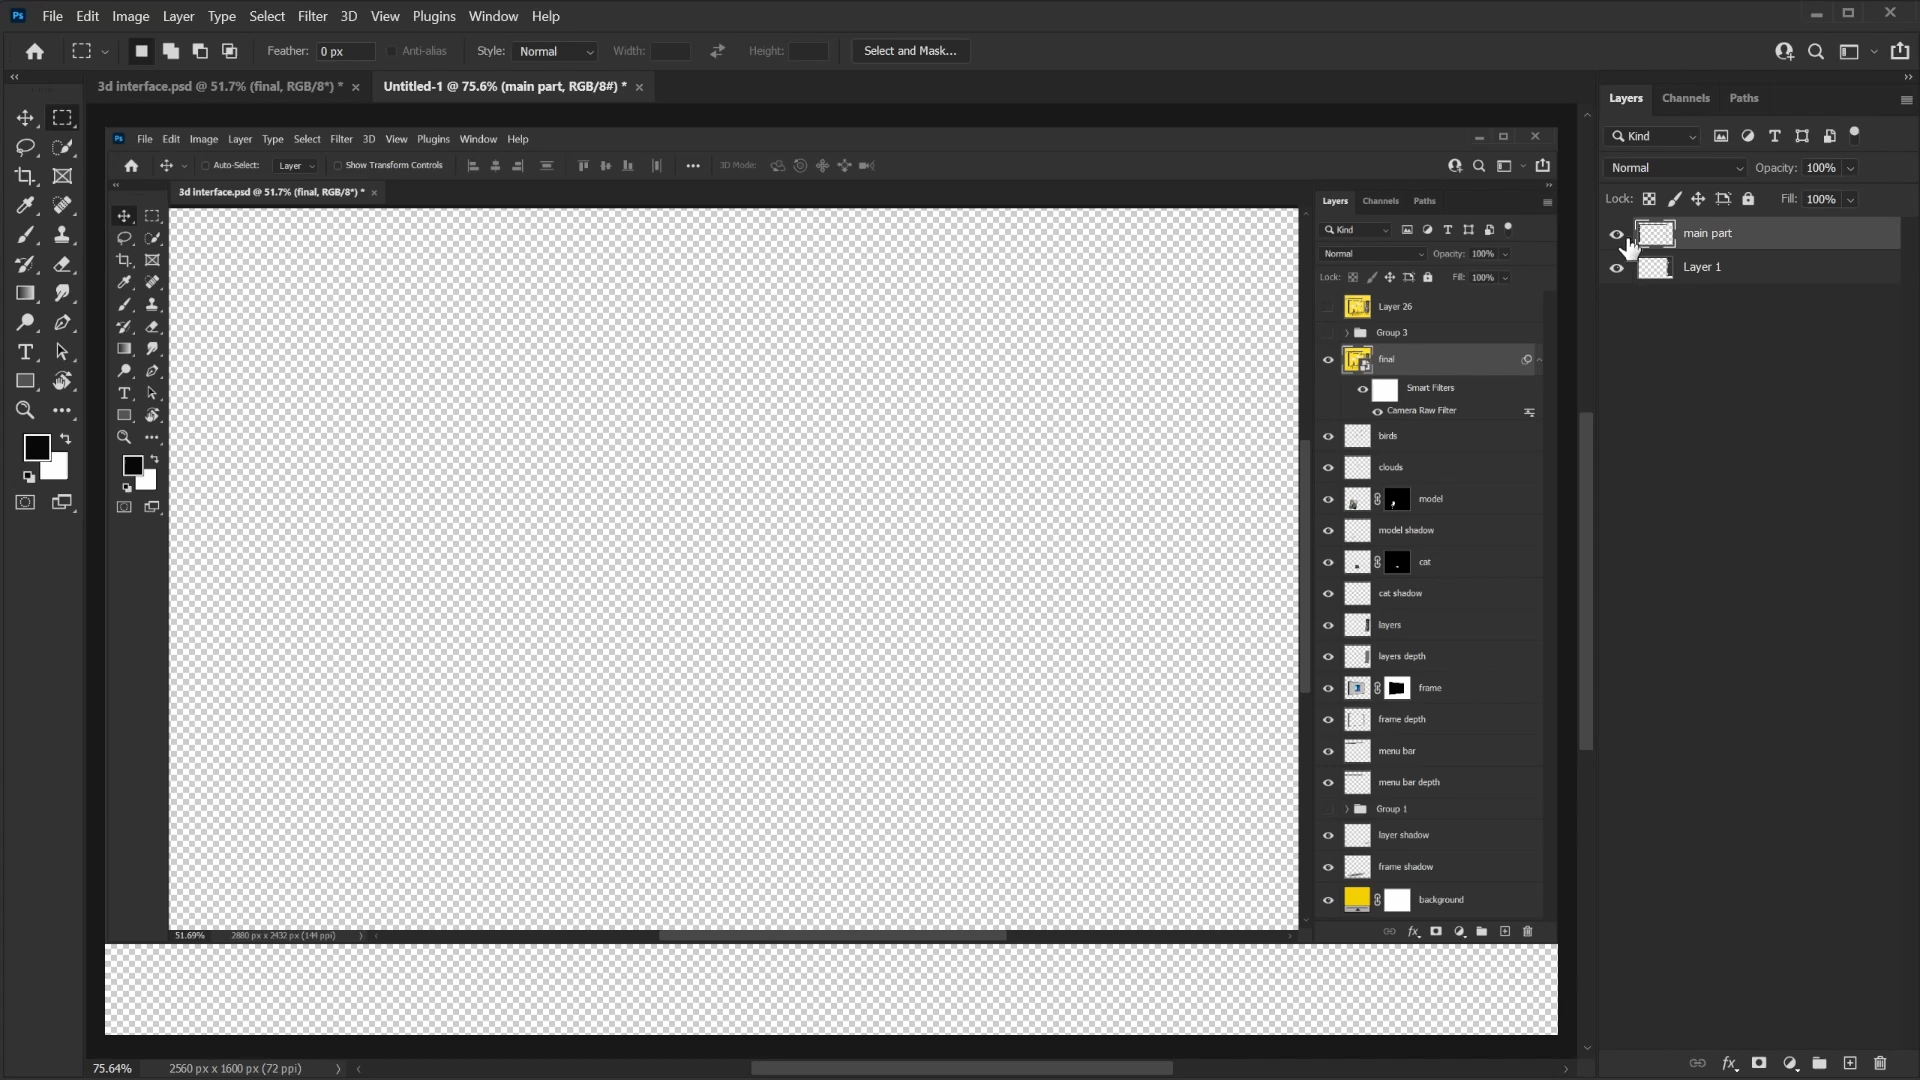 Ps File Edit Image Layer Type Select Filter 3D View Plugins Window Help
Feather: 0 px Anti-alias Style: Normal Width: Height: Select and Mask...
3d interface.psd @ 51.7% (final, RGB/8*) * Untitled-1 @ 75.6% (main part, RGB/8#) *
Ps File Edit Image Layer Type Select Filter 3D View Plugins Window Help
Auto-Select: Layer Show Transform Controls 3D Mode:
3d interface.psd @ 51.7% (final, RGB/8*) *
Layers Channels Paths
Kind
Normal Opacity: 100%
Lock: Fill: 100%
Layer 26
Group 3
final
Smart Filters
Camera Raw Filter
birds
clouds
model
model shadow
cat
cat shadow
layers
layers depth
frame
frame depth
menu bar
menu bar depth
Group 1
layer shadow
frame shadow
background
51.69% 2880 px x 2432 px (144 ppi)
Layers Channels Paths
Kind
Normal Opacity: 100%
Lock: Fill: 100%
main part
Layer 1
75.64% 2560 px x 1600 px (72 ppi)